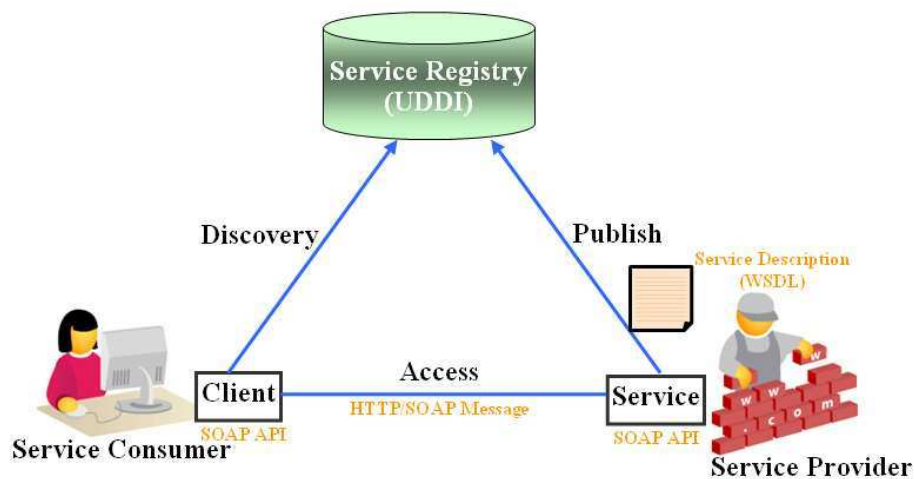 Service Registry
(UDDI)
Discovery
Publish
Service Description
(WSDL)
w
Access
Client
HTTP/SOAP Message
Service
w w
. c o m
SOAP API
SOAP API
Service Consumer
Service Provider